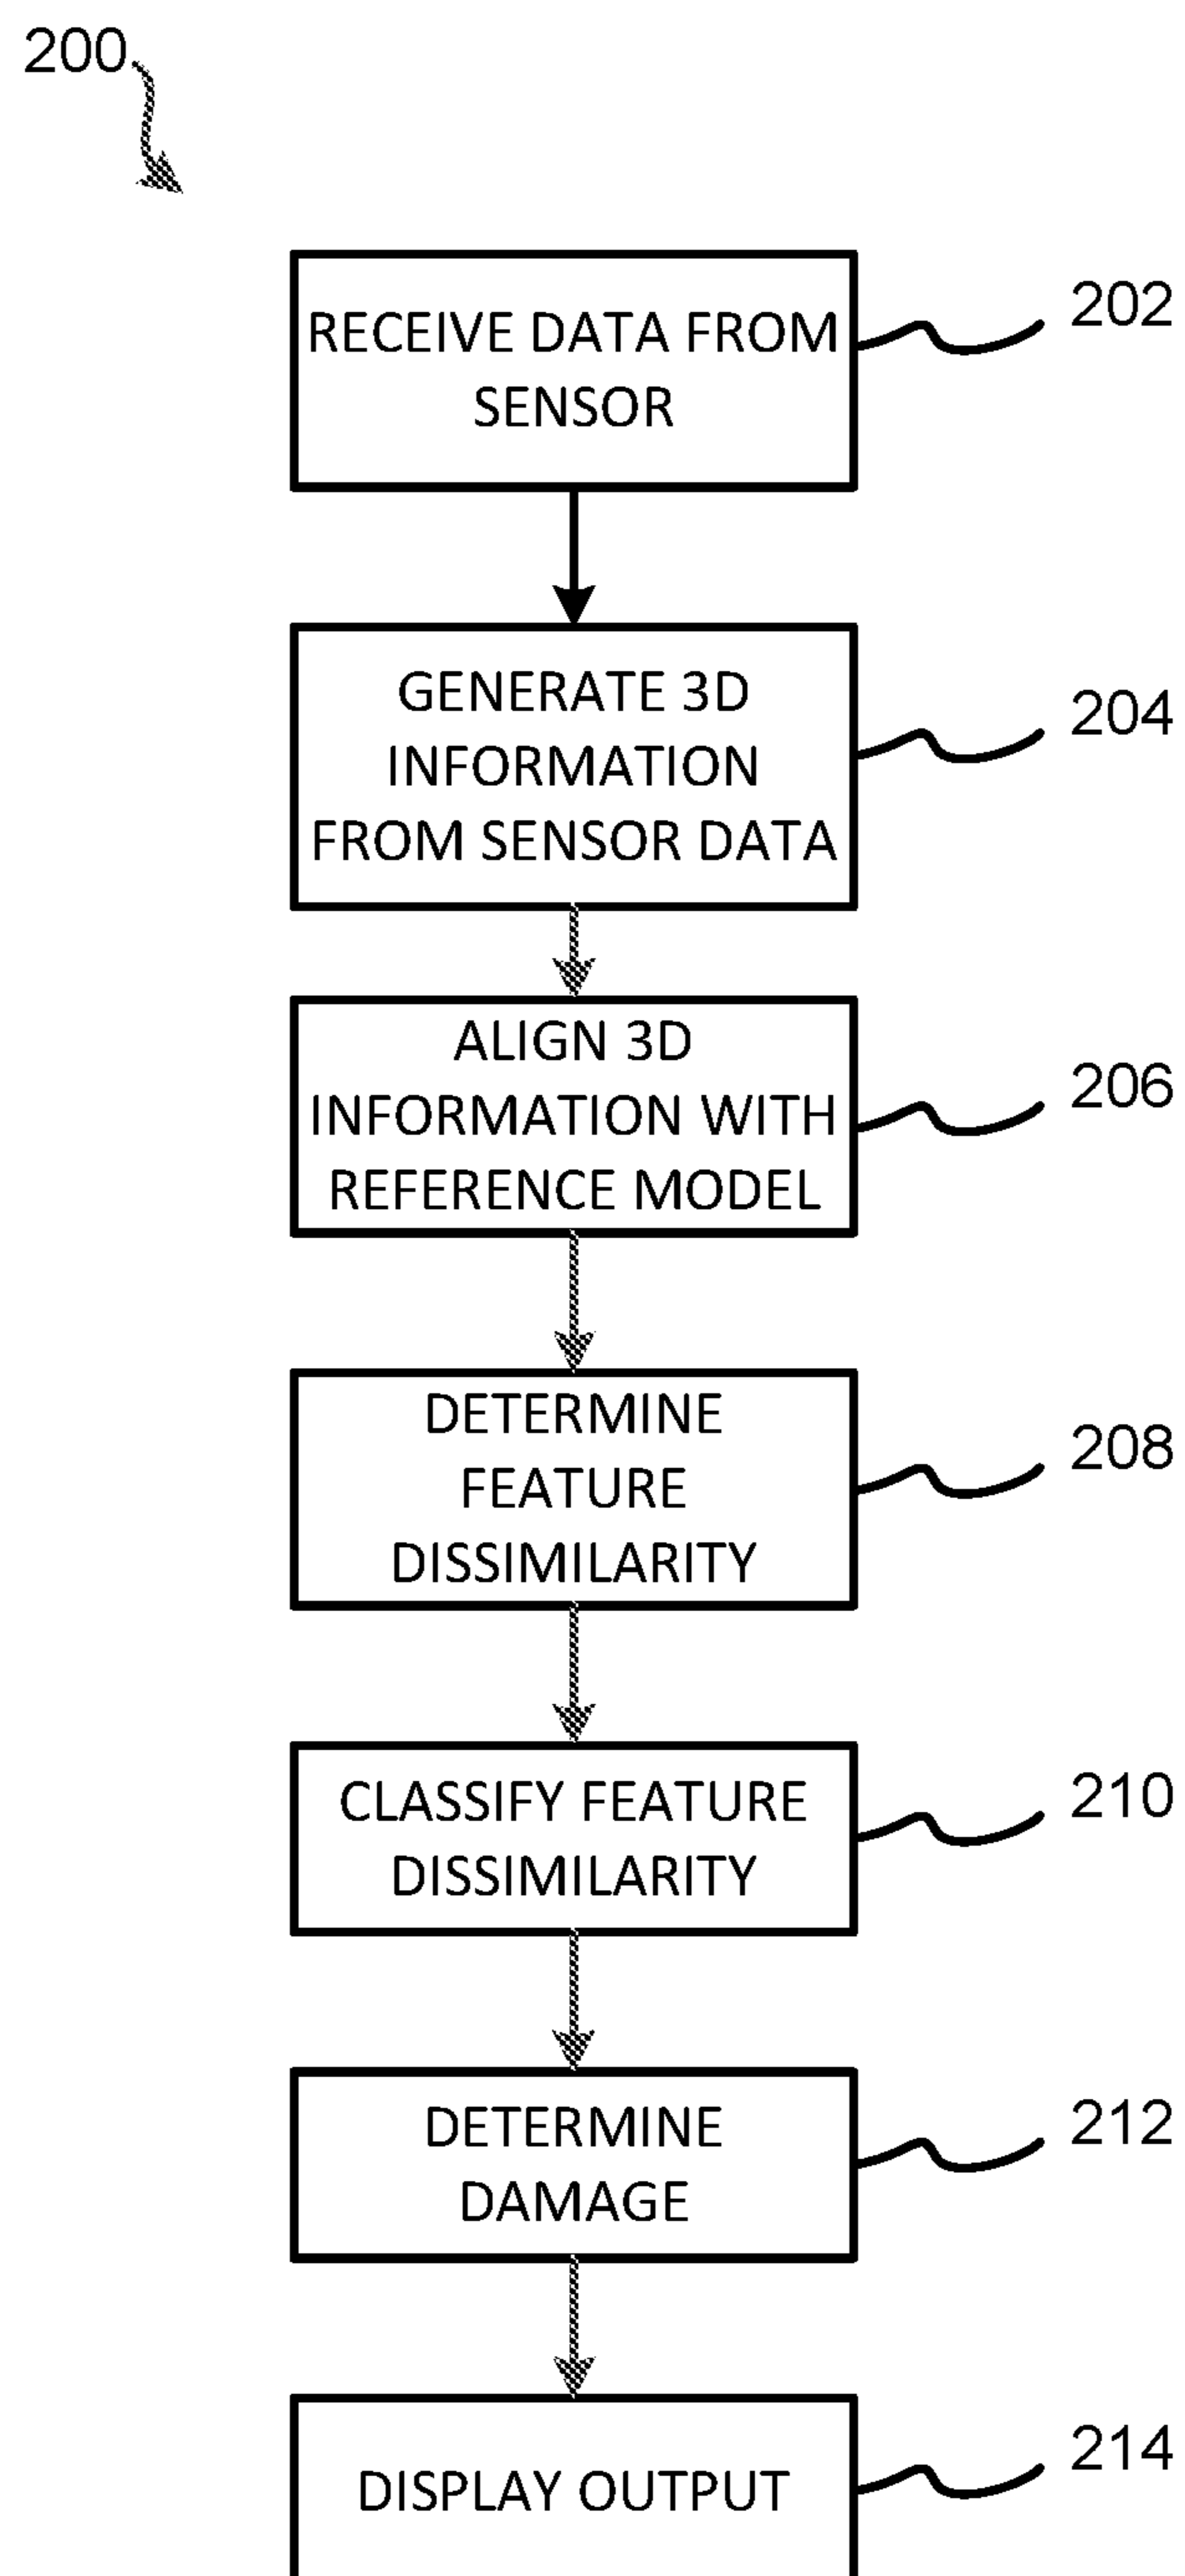 200
RECEIVE DATA FROM
SENSOR
202
GENERATE 3D
INFORMATION
FROM SENSOR DATA
204
ALIGN 3D
INFORMATION WITH
REFERENCE MODEL
206
DETERMINE
FEATURE
DISSIMILARITY
208
CLASSIFY FEATURE
DISSIMILARITY
210
DETERMINE
DAMAGE
212
DISPLAY OUTPUT
214